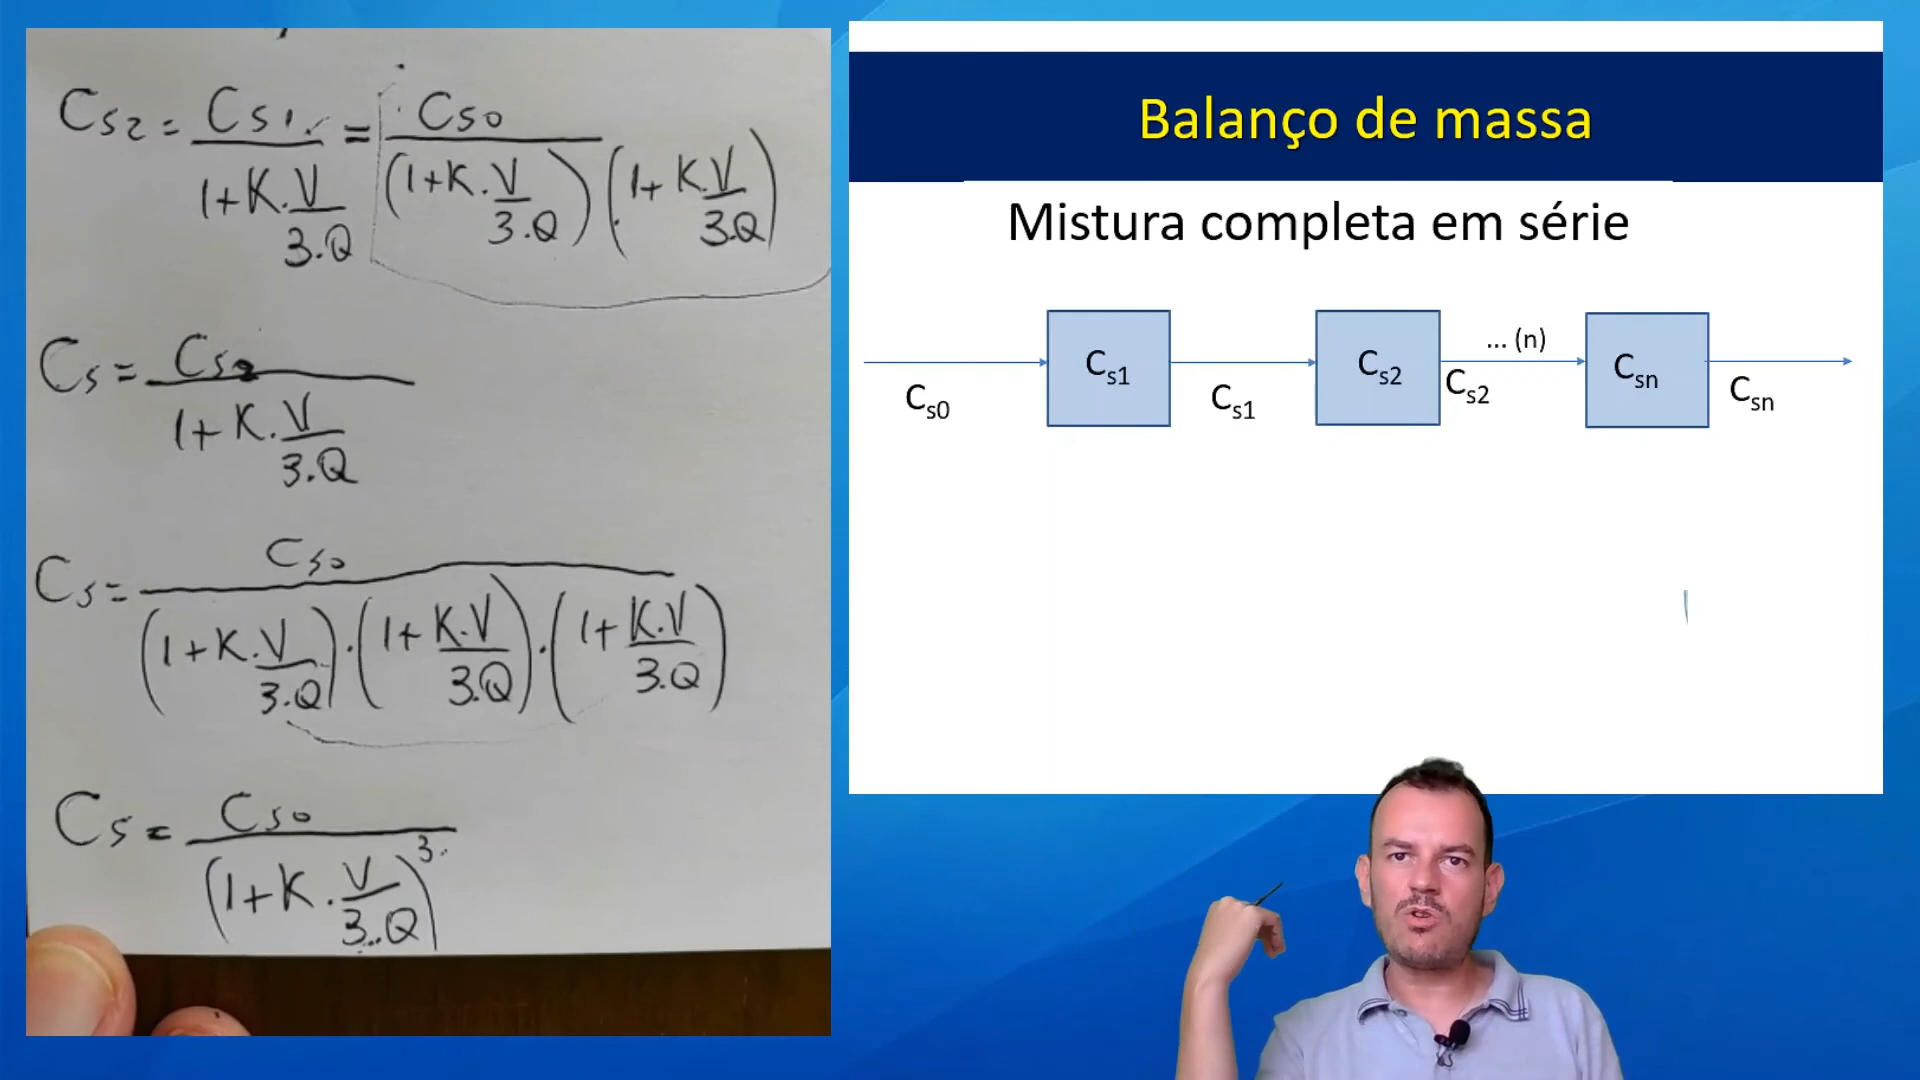 Cs2 = Cs1 / (1+K.V/3.Q) = Cs0 / (1+K.V/3.Q) (1+K.V/3.Q)
Cs = Cs2 / (1+K.V/3.Q)
Cs = Cs0 / (1+K.V/3.Q).(1+K.V/3.Q).(1+K.V/3.Q)
Cs = Cs0 / (1+K.V/3.Q)^3
Balanço de massa
Mistura completa em série
Cs1 Cs2 ... (n) Csn
Cs0 Cs1 Cs2 Csn